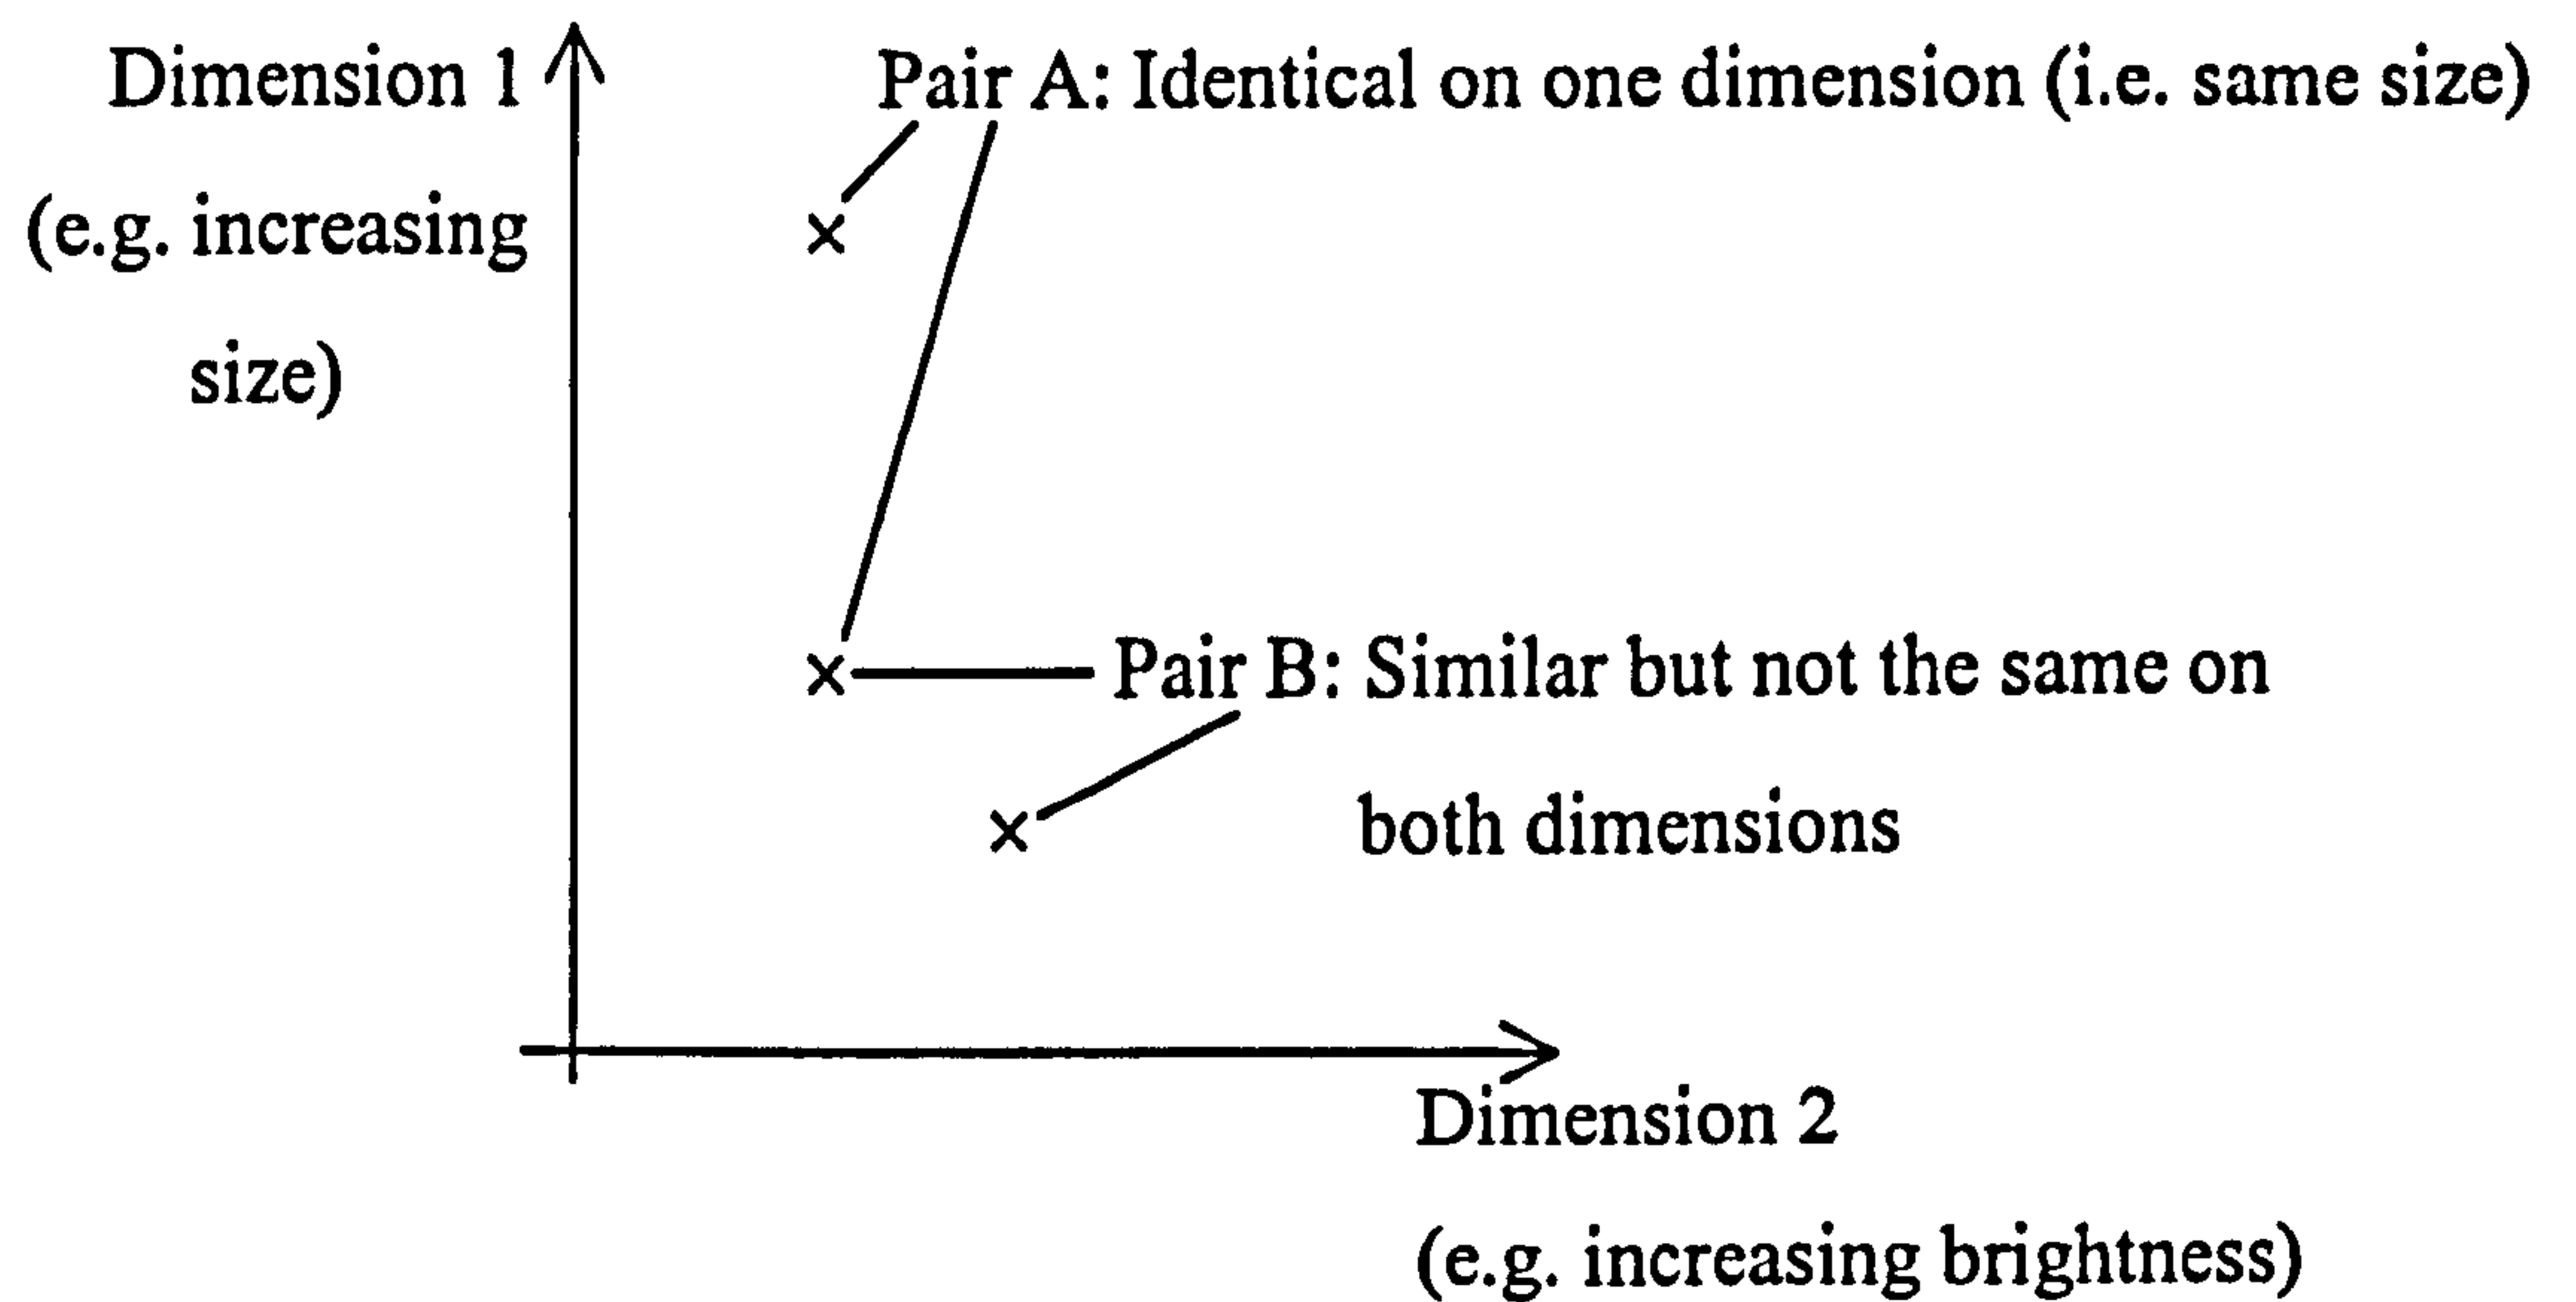 Dimension 1
(e.g. increasing
size)
Pair A: Identical on one dimension (i.e. same size)
Pair B: Similar but not the same on
both dimensions
Dimension 2
(e.g. increasing brightness)